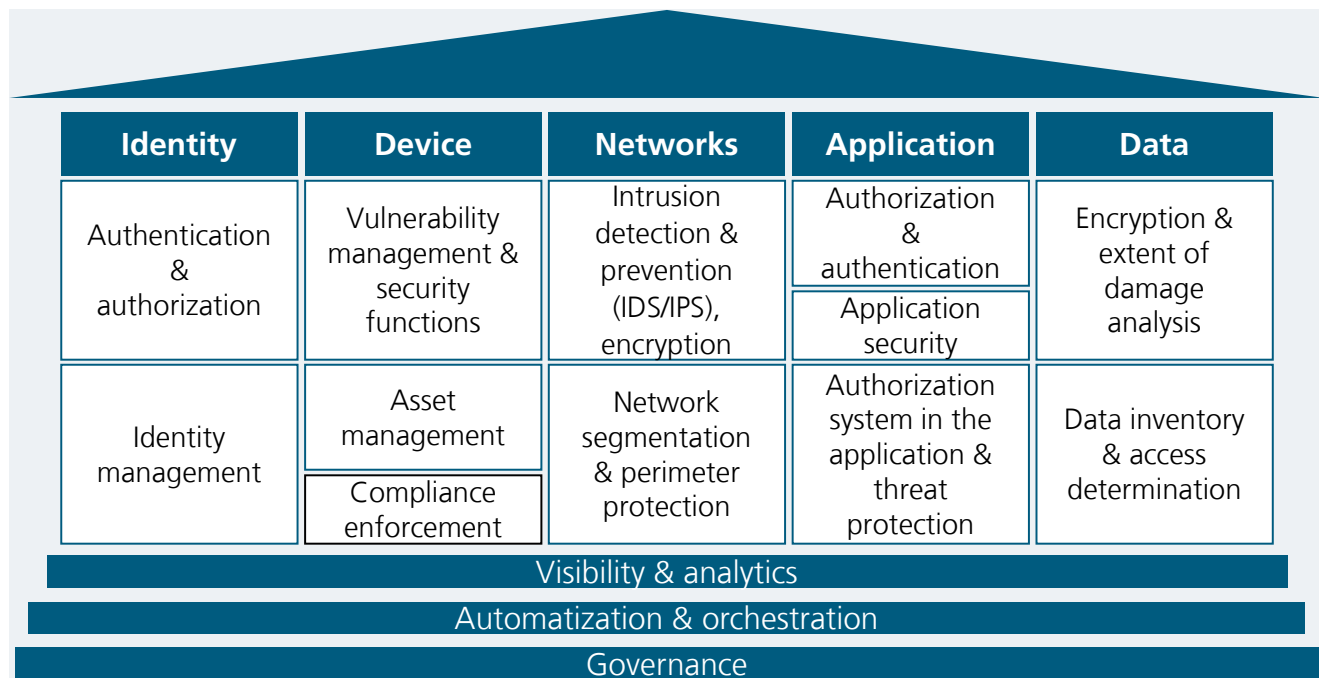 Identity
Device
Networks
Application
Data
Authentication
&
authorization
Vulnerability
management &
security
functions
Intrusion
detection &
prevention
(IDS/IPS),
encryption
Authorization
&
authentication
Application
security
Encryption &
extent of
damage
analysis
Identity
management
Asset
management
Compliance
enforcement
Network
segmentation
& perimeter
protection
Authorization
system in the
application &
threat
protection
Data inventory
& access
determination
Visibility & analytics
Automatization & orchestration
Governance